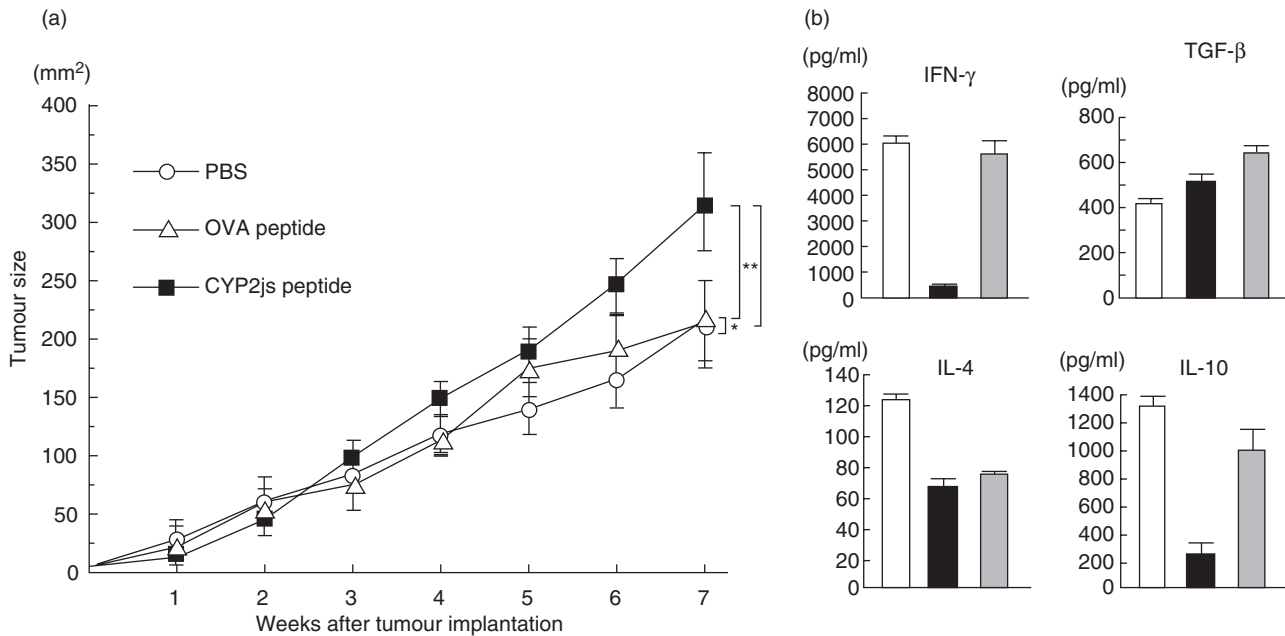 (a)
(mm2)
400
350
300
250
200
150
100
50
0
Tumour size
PBS
OVA peptide
CYP2js peptide
**
*
1 2 3 4 5 6 7
Weeks after tumour implantation
(b)
(pg/ml)
IFN-γ
8000
7000
6000
5000
4000
3000
2000
1000
0
TGF-β
(pg/ml)
800
600
400
200
0
(pg/ml)
IL-4
140
120
100
80
60
40
20
0
(pg/ml)
IL-10
1400
1200
1000
800
600
400
200
0